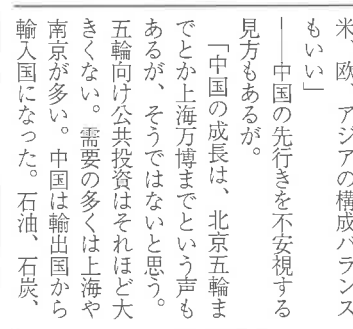 米、欧、アジアの構成バランス
もいい」
──中国の先行きを不安視する
見方もあるが。
「中国の成長は、北京五輪ま
でとか上海万博までという声も
あるが、そうではないと思う。
五輪向け公共投資はそれほど大
きくない。需要の多くは上海や
南京が多い。中国は輸出国から
輸入国になった。石油、石炭、